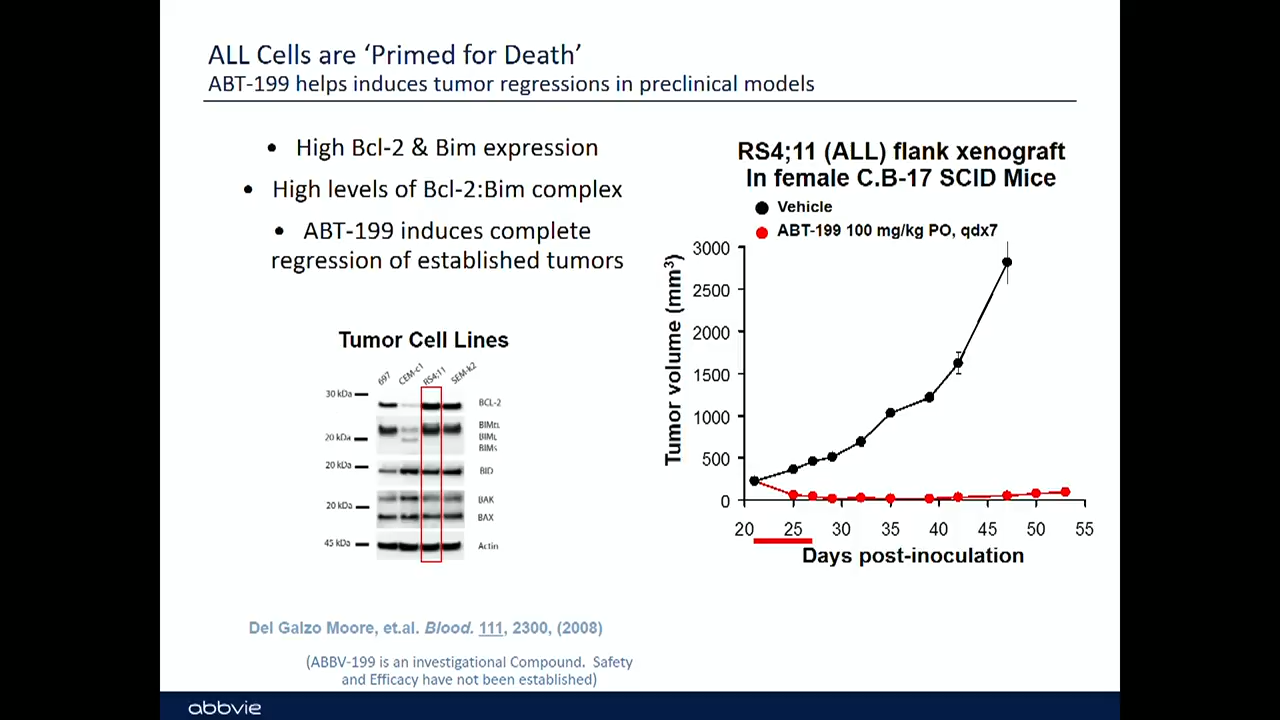 ALL Cells are ‘Primed for Death’
ABT-199 helps induces tumor regressions in preclinical models
• High Bcl-2 & Bim expression
• High levels of Bcl-2:Bim complex
• ABT-199 induces complete
regression of established tumors
Tumor Cell Lines
697 CEM-c1 RS4;11 SEM-k2
30 kDa
BCL-2
BIMEL
20 kDa
BIML
BIMS
20 kDa
BID
BAK
20 kDa
BAX
45 kDa
Actin
RS4;11 (ALL) flank xenograft
In female C.B-17 SCID Mice
Vehicle
ABT-199 100 mg/kg PO, qdx7
Tumor volume (mm³)
3000
2500
2000
1500
1000
500
0
20 25 30 35 40 45 50 55
Days post-inoculation
Del Galzo Moore, et.al. Blood. 111, 2300, (2008)
(ABBV-199 is an investigational Compound. Safety
and Efficacy have not been established)
abbvie